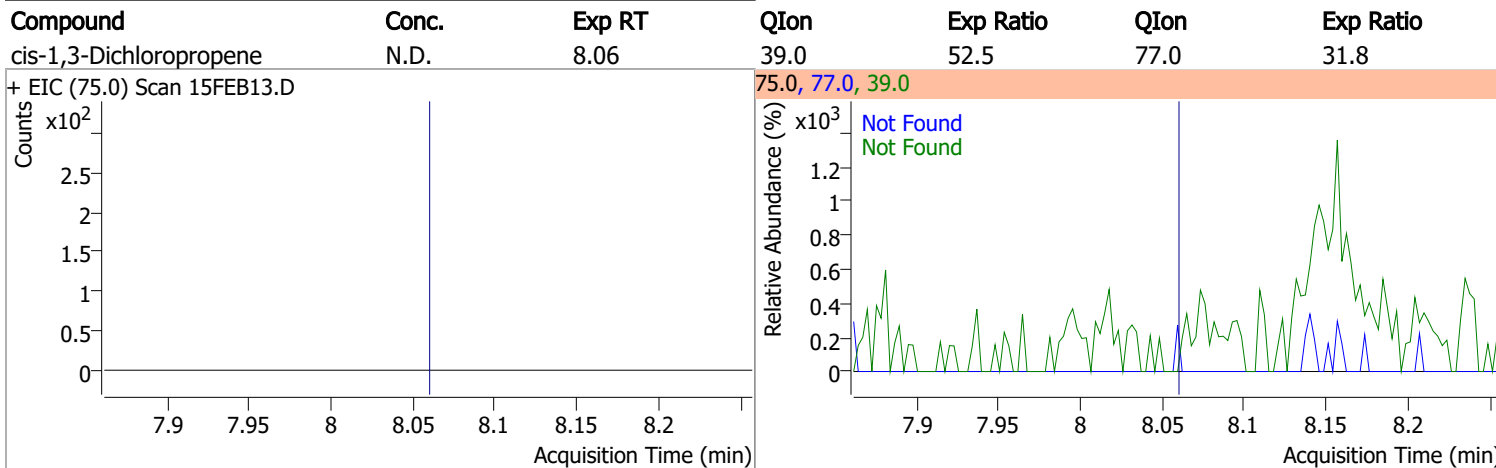 Compound Conc. Exp RT QIon Exp Ratio QIon Exp Ratio
cis-1,3-Dichloropropene N.D. 8.06 39.0 52.5 77.0 31.8
+ EIC (75.0) Scan 15FEB13.D
Counts
x10²
2.5
2
1.5
1
0.5
0
7.9 7.95 8 8.05 8.1 8.15 8.2
Acquisition Time (min)
75.0, 77.0, 39.0
Relative Abundance (%)
x10³
Not Found
Not Found
1.2
1
0.8
0.6
0.4
0.2
0
7.9 7.95 8 8.05 8.1 8.15 8.2
Acquisition Time (min)